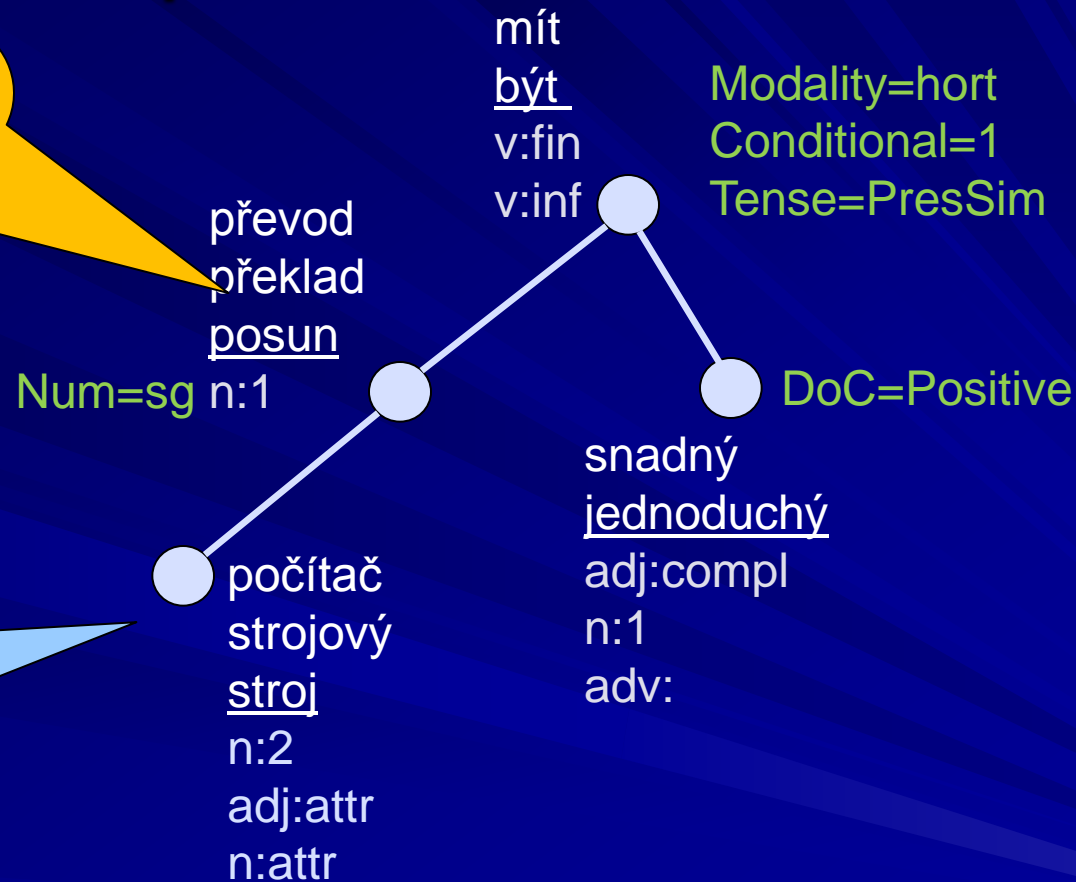 mít
být
v:fin
v:inf
Modality=hort
Conditional=1
Tense=PresSim
převod
překlad
posun
Num=sg n:1
DoC=Positive
snadný
jednoduchý
adj:compl
n:1
adv:
počítač
strojový
stroj
n:2
adj:attr
n:attr